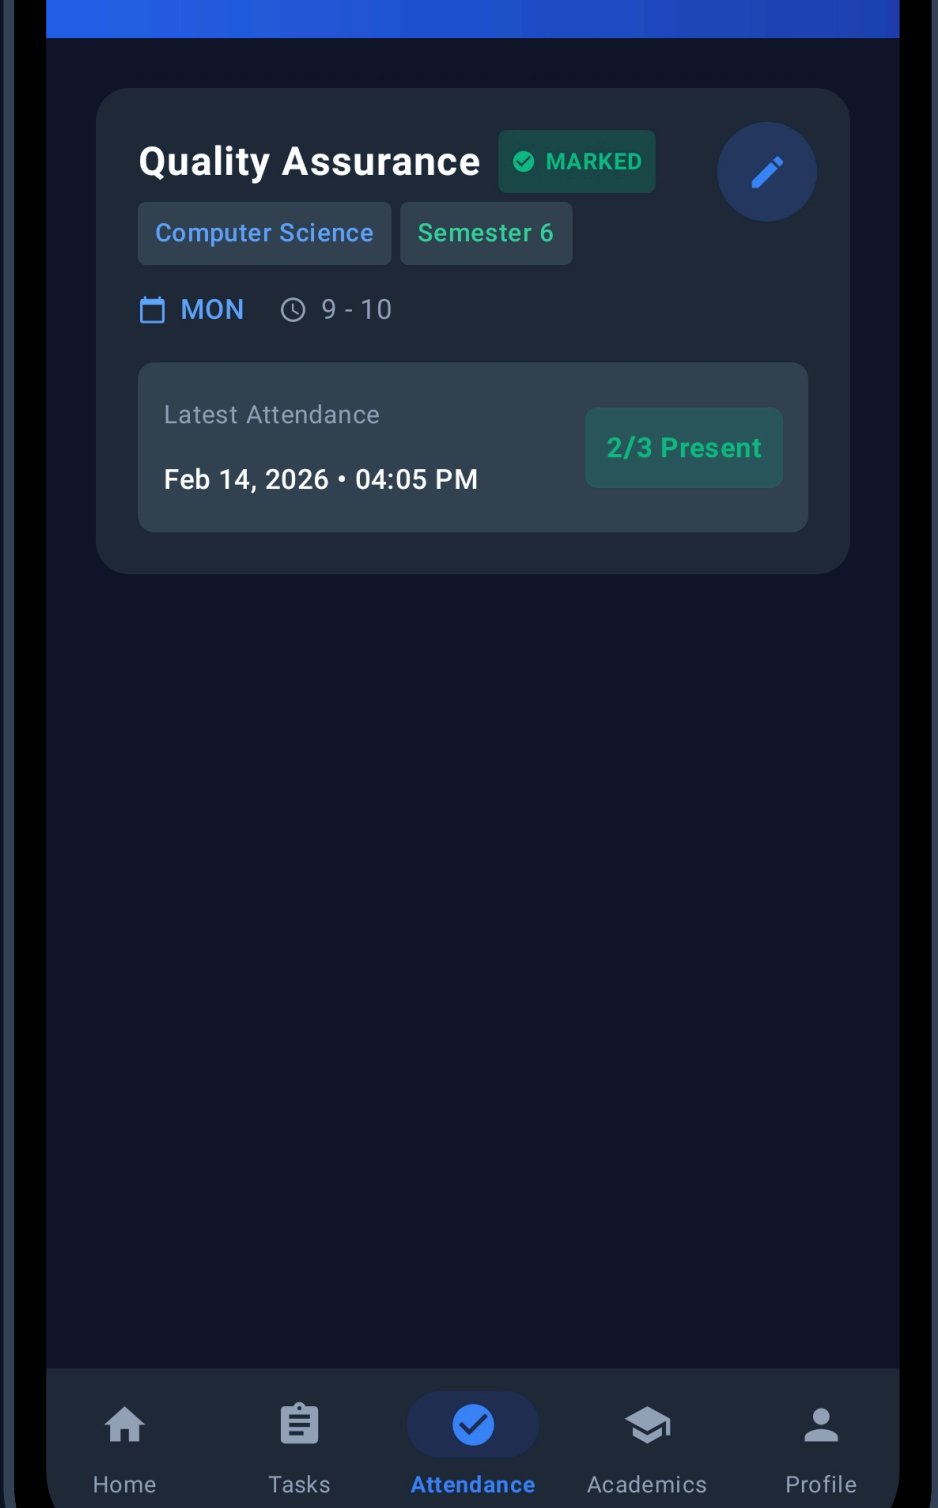 Quality Assurance
MARKED
Computer Science
Semester 6
MON
9 - 10
Latest Attendance
Feb 14, 2026 • 04:05 PM
2/3 Present
Home
Tasks
Attendance
Academics
Profile